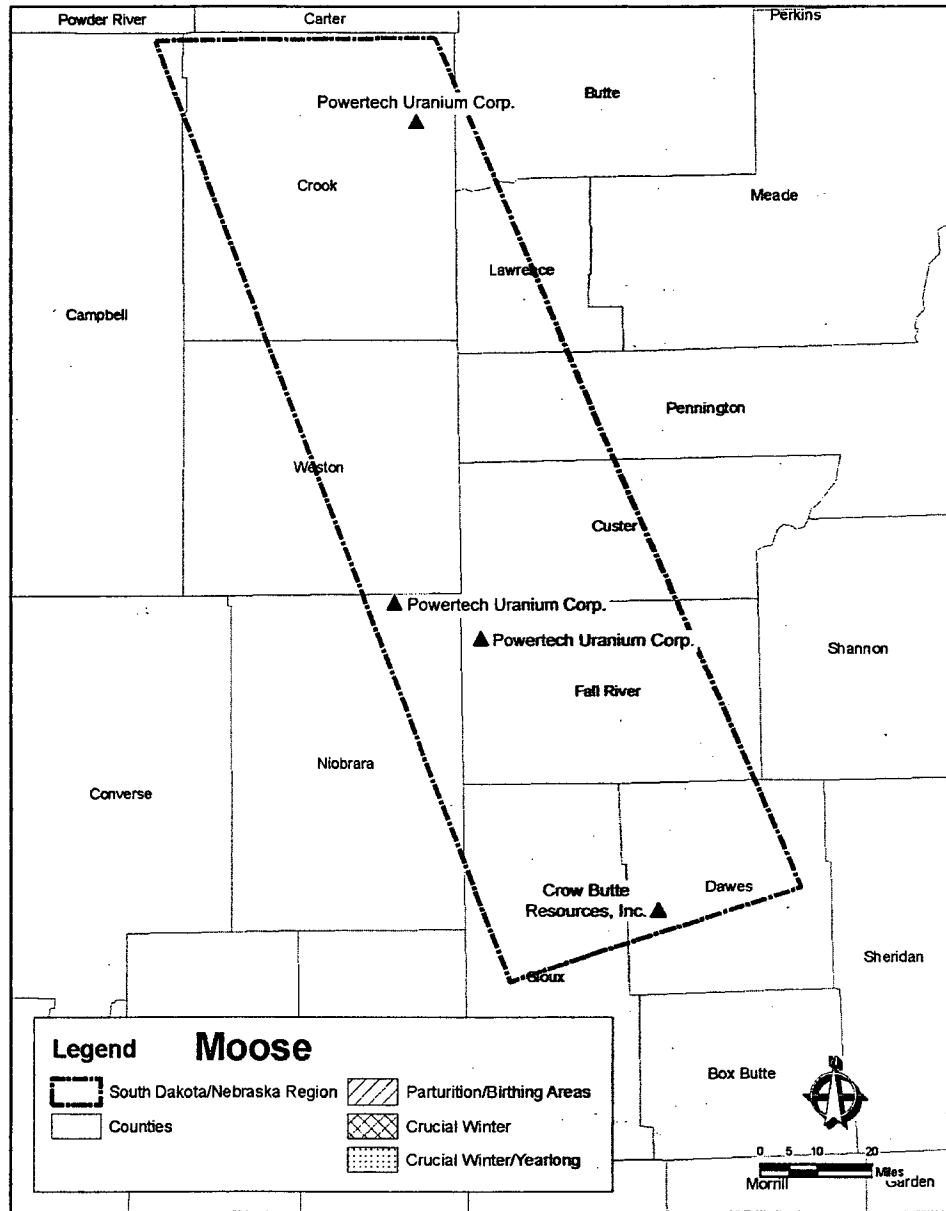 Powder River
Carter
Perkins
Powertech Uranium Corp.
Butte
Crook
Meade
Lawrence
Campbell
Pennington
Weston
Custer
Powertech Uranium Corp.
Powertech Uranium Corp.
Shannon
Fall River
Niobrara
Converse
Crow Butte
Resources, Inc.
Dawes
Sioux
Sheridan
Legend
Moose
South Dakota/Nebraska Region
Counties
Parturition/Birthing Areas
Crucial Winter
Crucial Winter/Yearlong
Box Butte
0 5 10 20
Miles
Morrill
Garden